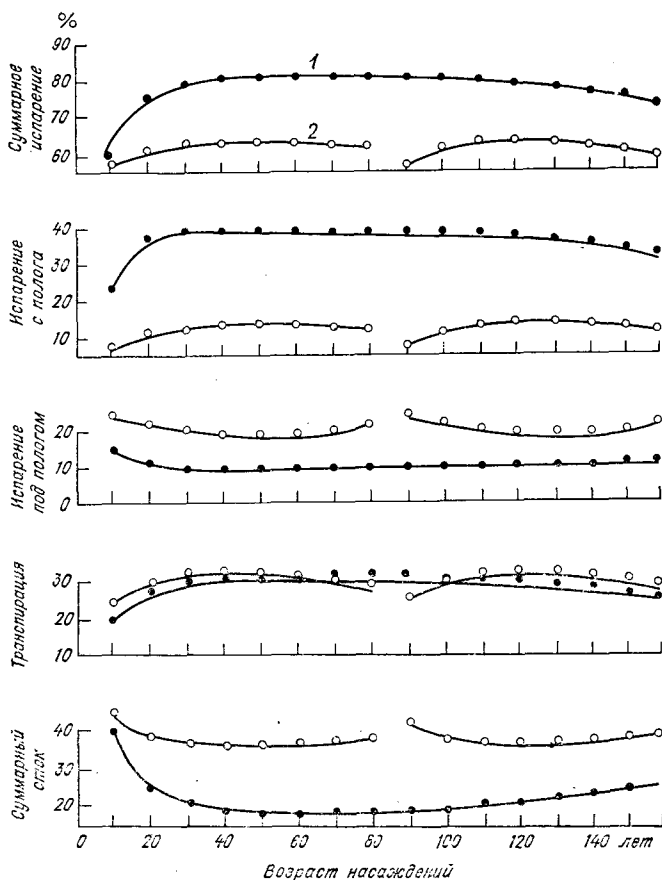 %
Суммарное
испарение
90
80
70
60
1
2
Испарение
с полога
40
30
20
10
Испарение
под пологом
20
10
0
Транспирация
30
20
10
Суммарный
сток
40
30
20
0 20 40 60 80 100 120 140 лет
Возраст насаждений